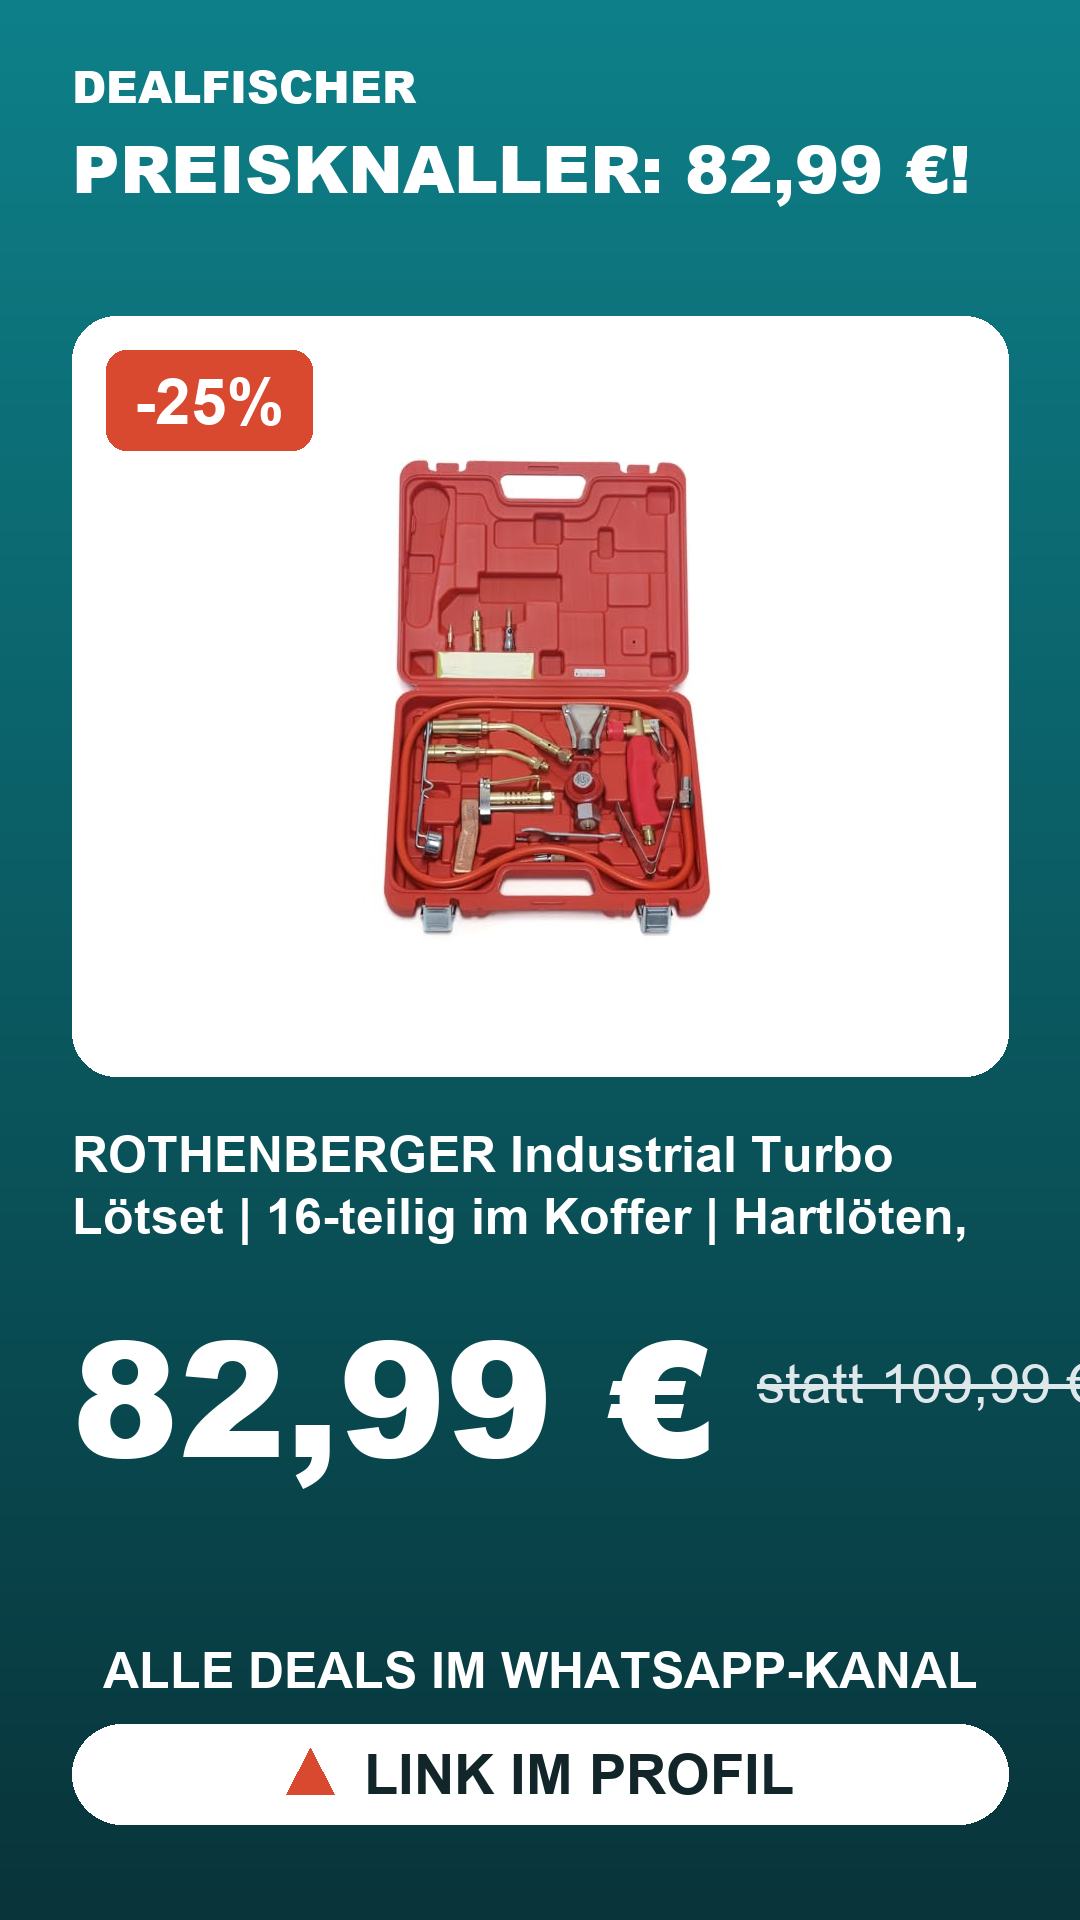 DEALFISCHER
PREISKNALLER: 82,99 €!
-25%
ROTHENBERGER Industrial Turbo
Lötset | 16-teilig im Koffer | Hartlöten,
82,99 €
statt 109,99 €
ALLE DEALS IM WHATSAPP-KANAL
LINK IM PROFIL